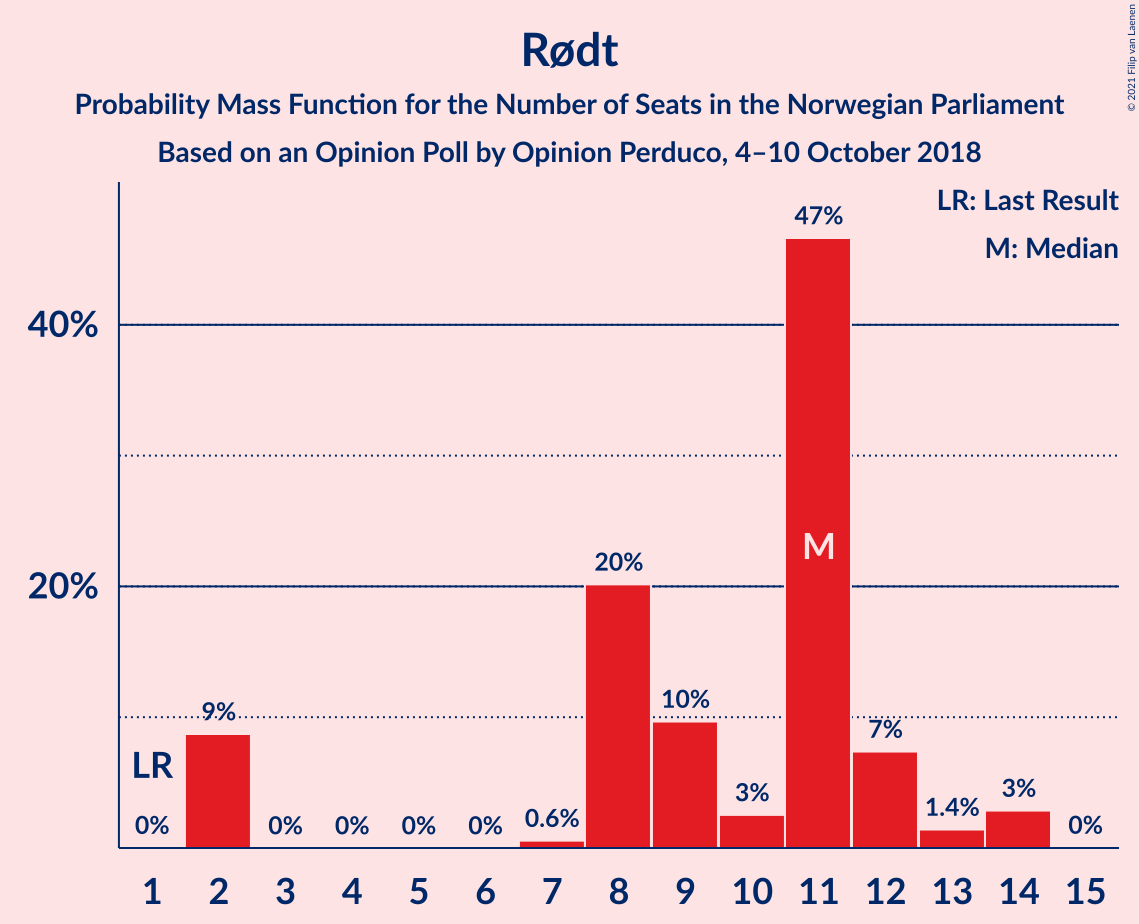 Rødt
Probability Mass Function for the Number of Seats in the Norwegian Parliament
Based on an Opinion Poll by Opinion Perduco, 4–10 October 2018
© 2021 Filip van Laenen
LR: Last Result
M: Median
40%
20%
LR
M
0%
9%
0%
0%
0%
0%
0.6%
20%
10%
3%
47%
7%
1.4%
3%
0%
1 2 3 4 5 6 7 8 9 10 11 12 13 14 15